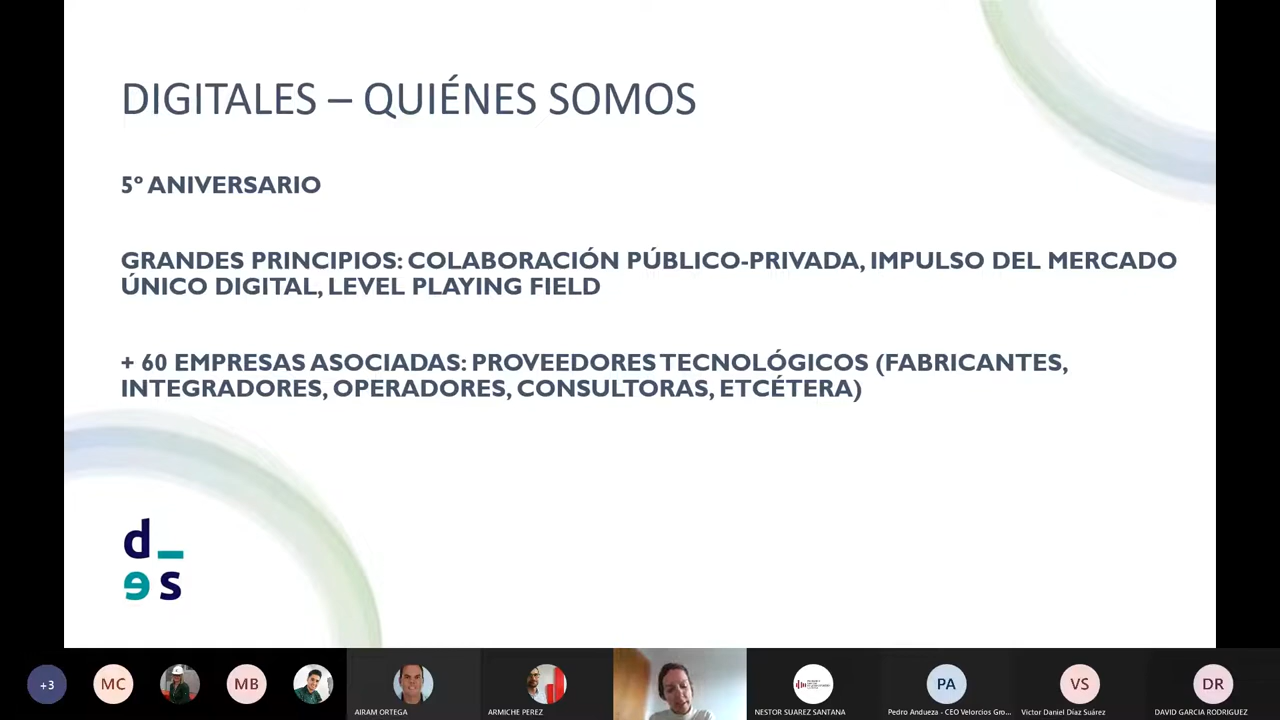 DIGITALES – QUIÉNES SOMOS
5º ANIVERSARIO
GRANDES PRINCIPIOS: COLABORACIÓN PÚBLICO-PRIVADA, IMPULSO DEL MERCADO
ÚNICO DIGITAL, LEVEL PLAYING FIELD
+ 60 EMPRESAS ASOCIADAS: PROVEEDORES TECNOLÓGICOS (FABRICANTES,
INTEGRADORES, OPERADORES, CONSULTORAS, ETCÉTERA)
d_
es
+3
MC
MB
PA
VS
DR
AIRAM ORTEGA
ARMICHE PEREZ
NESTOR SUAREZ SANTANA
Pedro Andueza - CEO Velorcios Gro...
Víctor Daniel Díaz Suárez
DAVID GARCIA RODRIGUEZ